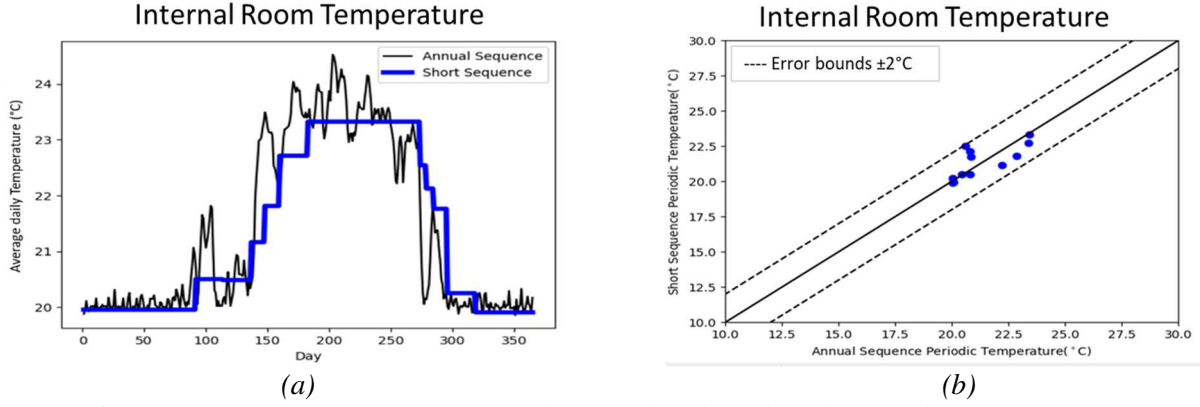 Internal Room Temperature
Annual Sequence
Short Sequence
Average daily Temperature (°C)
24
23
22
21
20
0 50 100 150 200 250 300 350
Day
(a)
Internal Room Temperature
---- Error bounds ±2°C
Short Sequence Periodic Temperature(°C)
30.0
27.5
25.0
22.5
20.0
17.5
15.0
12.5
10.0
10.0 12.5 15.0 17.5 20.0 22.5 25.0 27.5 30.0
Annual Sequence Periodic Temperature(°C)
(b)